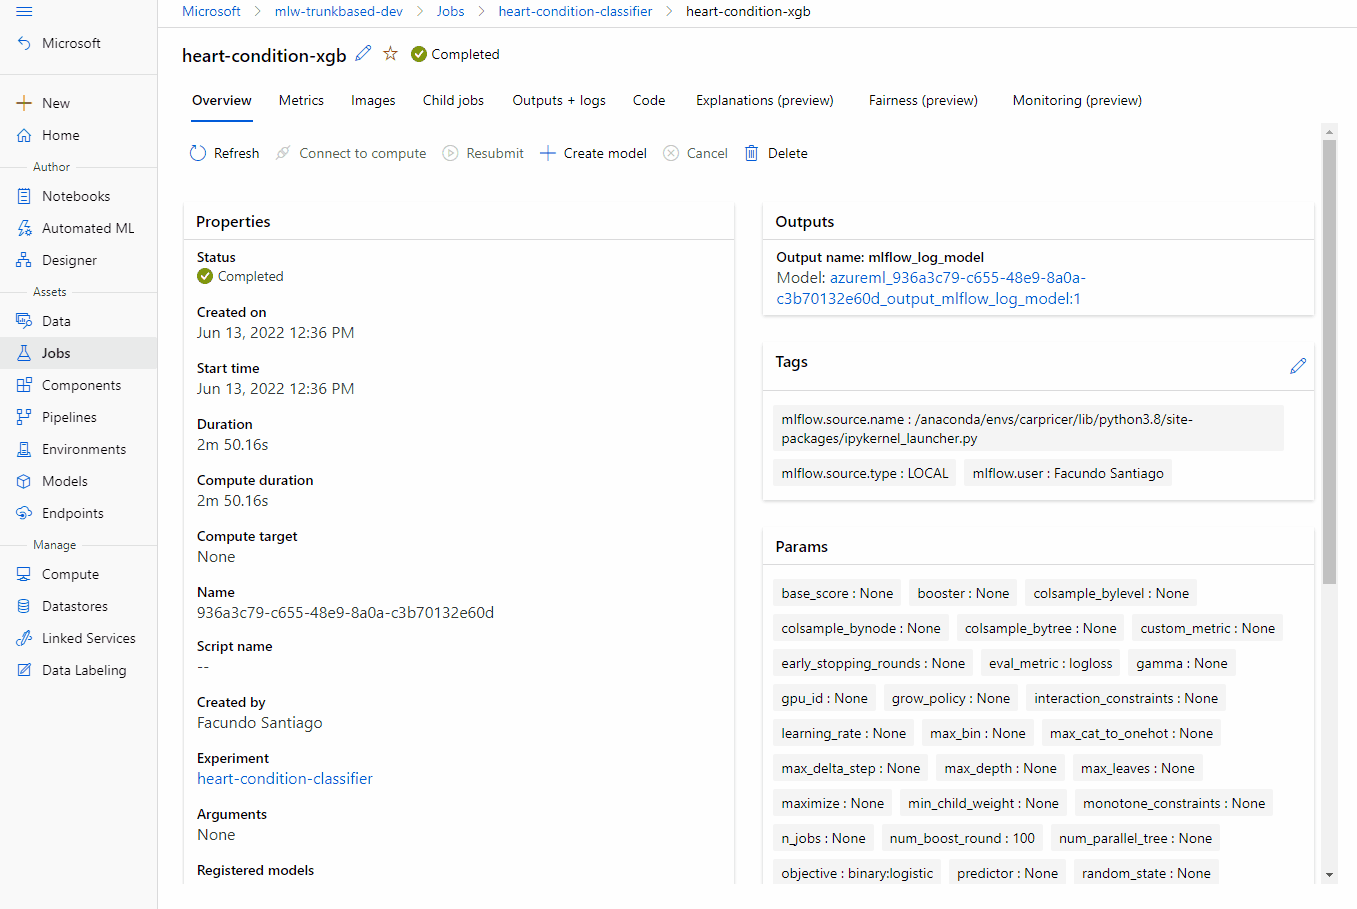 Microsoft > mlw-trunkbased-dev > Jobs > heart-condition-classifier > heart-condition-xgb
Microsoft
New
Home
Author
Notebooks
Automated ML
Designer
Assets
Data
Jobs
Components
Pipelines
Environments
Models
Endpoints
Manage
Compute
Datastores
Linked Services
Data Labeling
heart-condition-xgb Completed
Overview Metrics Images Child jobs Outputs + logs Code Explanations (preview) Fairness (preview) Monitoring (preview)
Refresh Connect to compute Resubmit Create model Cancel Delete
Properties
Status
Completed
Created on
Jun 13, 2022 12:36 PM
Start time
Jun 13, 2022 12:36 PM
Duration
2m 50.16s
Compute duration
2m 50.16s
Compute target
None
Name
936a3c79-c655-48e9-8a0a-c3b70132e60d
Script name
--
Created by
Facundo Santiago
Experiment
heart-condition-classifier
Arguments
None
Registered models
Outputs
Output name: mlflow_log_model
Model: azureml_936a3c79-c655-48e9-8a0a-
c3b70132e60d_output_mlflow_log_model:1
Tags
mlflow.source.name : /anaconda/envs/carpricer/lib/python3.8/site-
packages/ipykernel_launcher.py
mlflow.source.type : LOCAL mlflow.user : Facundo Santiago
Params
base_score : None booster : None colsample_bylevel : None
colsample_bynode : None colsample_bytree : None custom_metric : None
early_stopping_rounds : None eval_metric : logloss gamma : None
gpu_id : None grow_policy : None interaction_constraints : None
learning_rate : None max_bin : None max_cat_to_onehot : None
max_delta_step : None max_depth : None max_leaves : None
maximize : None min_child_weight : None monotone_constraints : None
n_jobs : None num_boost_round : 100 num_parallel_tree : None
objective : binary:logistic predictor : None random_state : None